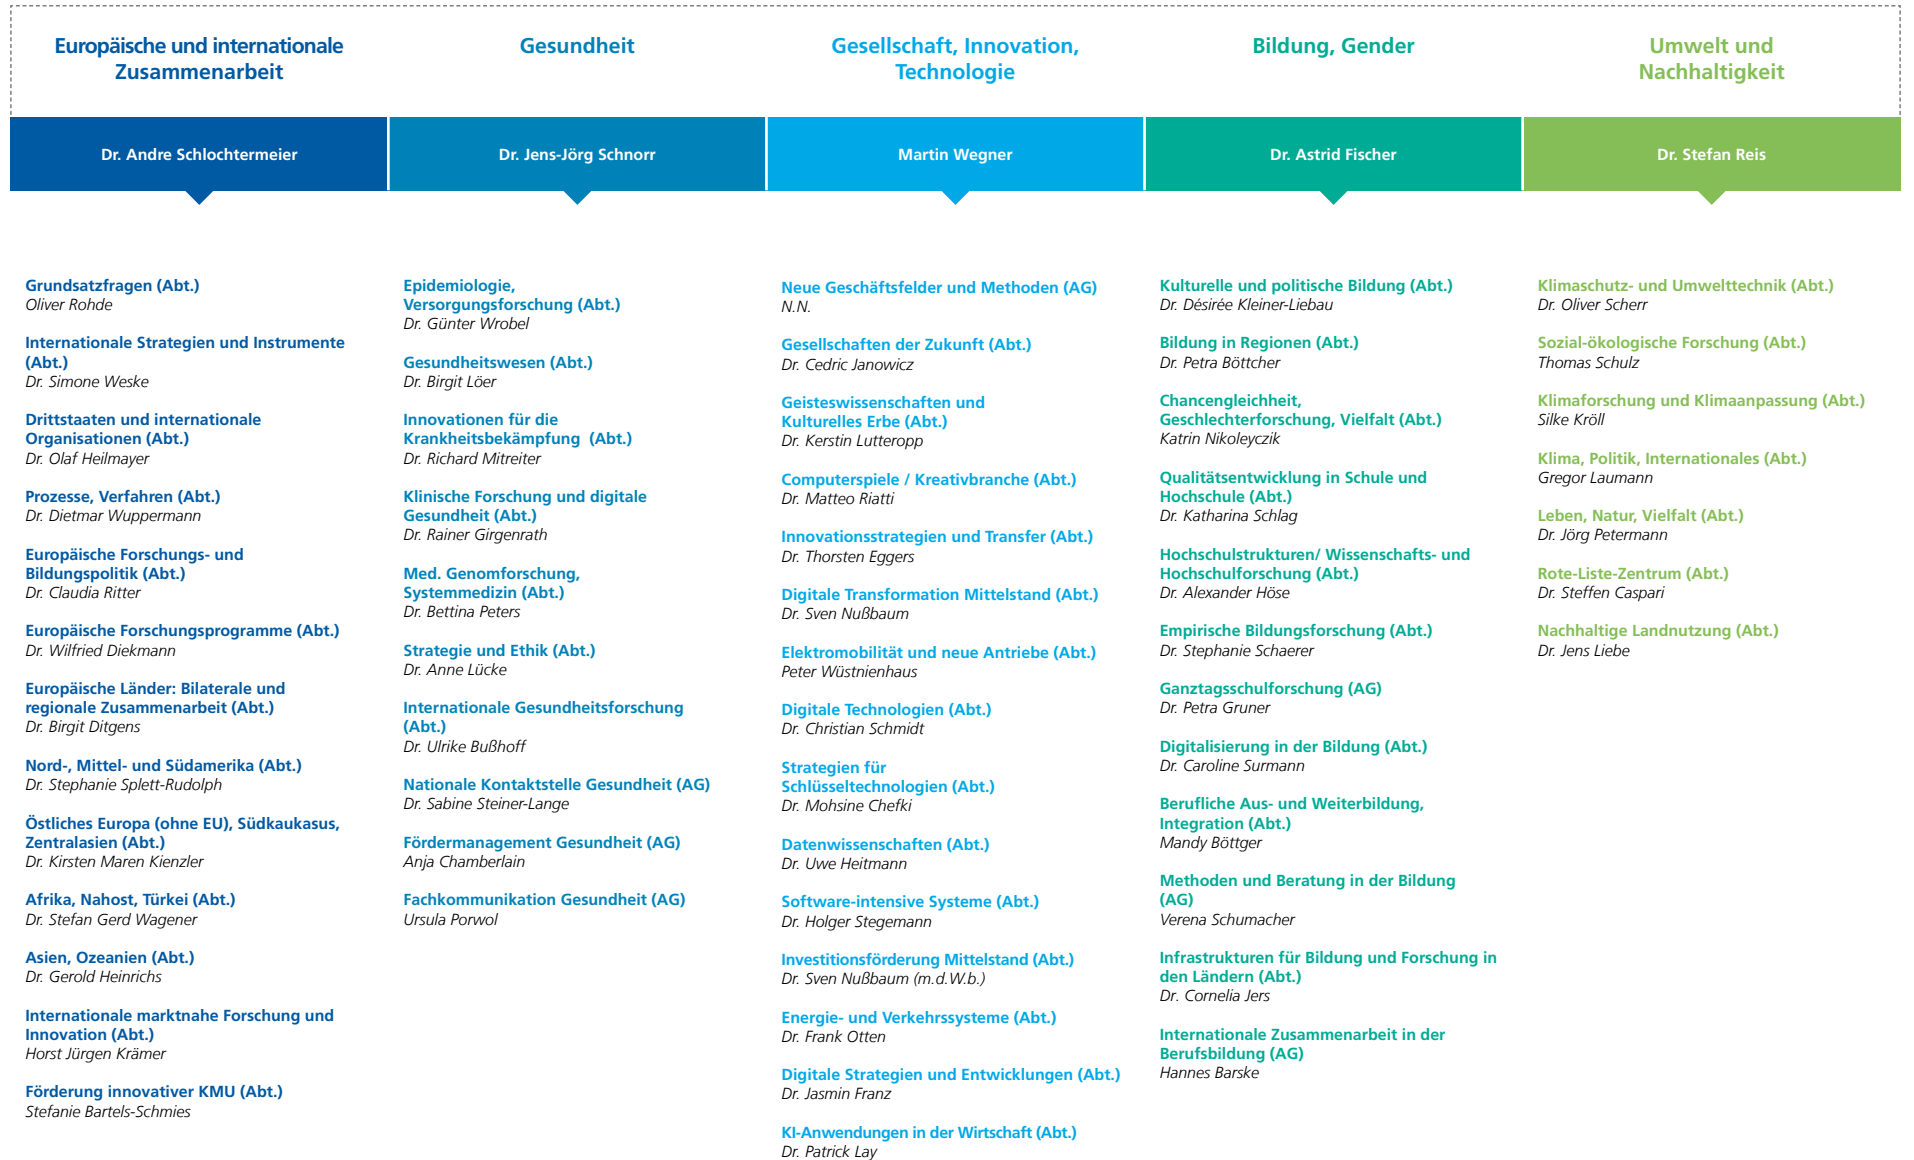 Europäische und internationale
Zusammenarbeit
Gesundheit
Gesellschaft, Innovation,
Technologie
Bildung, Gender
Umwelt und
Nachhaltigkeit
Dr. Andre Schlochtermeier
Dr. Jens-Jörg Schnorr
Martin Wegner
Dr. Astrid Fischer
Dr. Stefan Reis
Grundsatzfragen (Abt.)
Oliver Rohde
Internationale Strategien und Instrumente
(Abt.)
Dr. Simone Weske
Drittstaaten und internationale
Organisationen (Abt.)
Dr. Olaf Heilmayer
Prozesse, Verfahren (Abt.)
Dr. Dietmar Wuppermann
Europäische Forschungs- und
Bildungspolitik (Abt.)
Dr. Claudia Ritter
Europäische Forschungsprogramme (Abt.)
Dr. Wilfried Diekmann
Europäische Länder: Bilaterale und
regionale Zusammenarbeit (Abt.)
Dr. Birgit Ditgens
Nord-, Mittel- und Südamerika (Abt.)
Dr. Stephanie Splett-Rudolph
Östliches Europa (ohne EU), Südkaukasus,
Zentralasien (Abt.)
Dr. Kirsten Maren Kienzler
Afrika, Nahost, Türkei (Abt.)
Dr. Stefan Gerd Wagener
Asien, Ozeanien (Abt.)
Dr. Gerold Heinrichs
Internationale marktnahe Forschung und
Innovation (Abt.)
Horst Jürgen Krämer
Förderung innovativer KMU (Abt.)
Stefanie Bartels-Schmies
Epidemiologie,
Versorgungsforschung (Abt.)
Dr. Günter Wrobel
Gesundheitswesen (Abt.)
Dr. Birgit Löer
Innovationen für die
Krankheitsbekämpfung (Abt.)
Dr. Richard Mitreiter
Klinische Forschung und digitale
Gesundheit (Abt.)
Dr. Rainer Girgenrath
Med. Genomforschung,
Systemmedizin (Abt.)
Dr. Bettina Peters
Strategie und Ethik (Abt.)
Dr. Anne Lücke
Internationale Gesundheitsforschung
(Abt.)
Dr. Ulrike Bußhoff
Nationale Kontaktstelle Gesundheit (AG)
Dr. Sabine Steiner-Lange
Fördermanagement Gesundheit (AG)
Anja Chamberlain
Fachkommunikation Gesundheit (AG)
Ursula Porwol
Neue Geschäftsfelder und Methoden (AG)
N.N.
Gesellschaften der Zukunft (Abt.)
Dr. Cedric Janowicz
Geisteswissenschaften und
Kulturelles Erbe (Abt.)
Dr. Kerstin Lutteropp
Computerspiele / Kreativbranche (Abt.)
Dr. Matteo Riatti
Innovationsstrategien und Transfer (Abt.)
Dr. Thorsten Eggers
Digitale Transformation Mittelstand (Abt.)
Dr. Sven Nußbaum
Elektromobilität und neue Antriebe (Abt.)
Peter Wüstnienhaus
Digitale Technologien (Abt.)
Dr. Christian Schmidt
Strategien für
Schlüsseltechnologien (Abt.)
Dr. Mohsine Chefki
Datenwissenschaften (Abt.)
Dr. Uwe Heitmann
Software-intensive Systeme (Abt.)
Dr. Holger Stegemann
Investitionsförderung Mittelstand (Abt.)
Dr. Sven Nußbaum (m.d.W.b.)
Energie- und Verkehrssysteme (Abt.)
Dr. Frank Otten
Digitale Strategien und Entwicklungen (Abt.)
Dr. Jasmin Franz
KI-Anwendungen in der Wirtschaft (Abt.)
Dr. Patrick Lay
Kulturelle und politische Bildung (Abt.)
Dr. Désirée Kleiner-Liebau
Bildung in Regionen (Abt.)
Dr. Petra Böttcher
Chancengleichheit,
Geschlechterforschung, Vielfalt (Abt.)
Katrin Nikoleyczik
Qualitätsentwicklung in Schule und
Hochschule (Abt.)
Dr. Katharina Schlag
Hochschulstrukturen/ Wissenschafts- und
Hochschulforschung (Abt.)
Dr. Alexander Höse
Empirische Bildungsforschung (Abt.)
Dr. Stephanie Schaerer
Ganztagsschulforschung (AG)
Dr. Petra Gruner
Digitalisierung in der Bildung (Abt.)
Dr. Caroline Surmann
Berufliche Aus- und Weiterbildung,
Integration (Abt.)
Mandy Böttger
Methoden und Beratung in der Bildung
(AG)
Verena Schumacher
Infrastrukturen für Bildung und Forschung in
den Ländern (Abt.)
Dr. Cornelia Jers
Internationale Zusammenarbeit in der
Berufsbildung (AG)
Hannes Barske
Klimaschutz- und Umwelttechnik (Abt.)
Dr. Oliver Scherr
Sozial-ökologische Forschung (Abt.)
Thomas Schulz
Klimaforschung und Klimaanpassung (Abt.)
Silke Kröll
Klima, Politik, Internationales (Abt.)
Gregor Laumann
Leben, Natur, Vielfalt (Abt.)
Dr. Jörg Petermann
Rote-Liste-Zentrum (Abt.)
Dr. Steffen Caspari
Nachhaltige Landnutzung (Abt.)
Dr. Jens Liebe